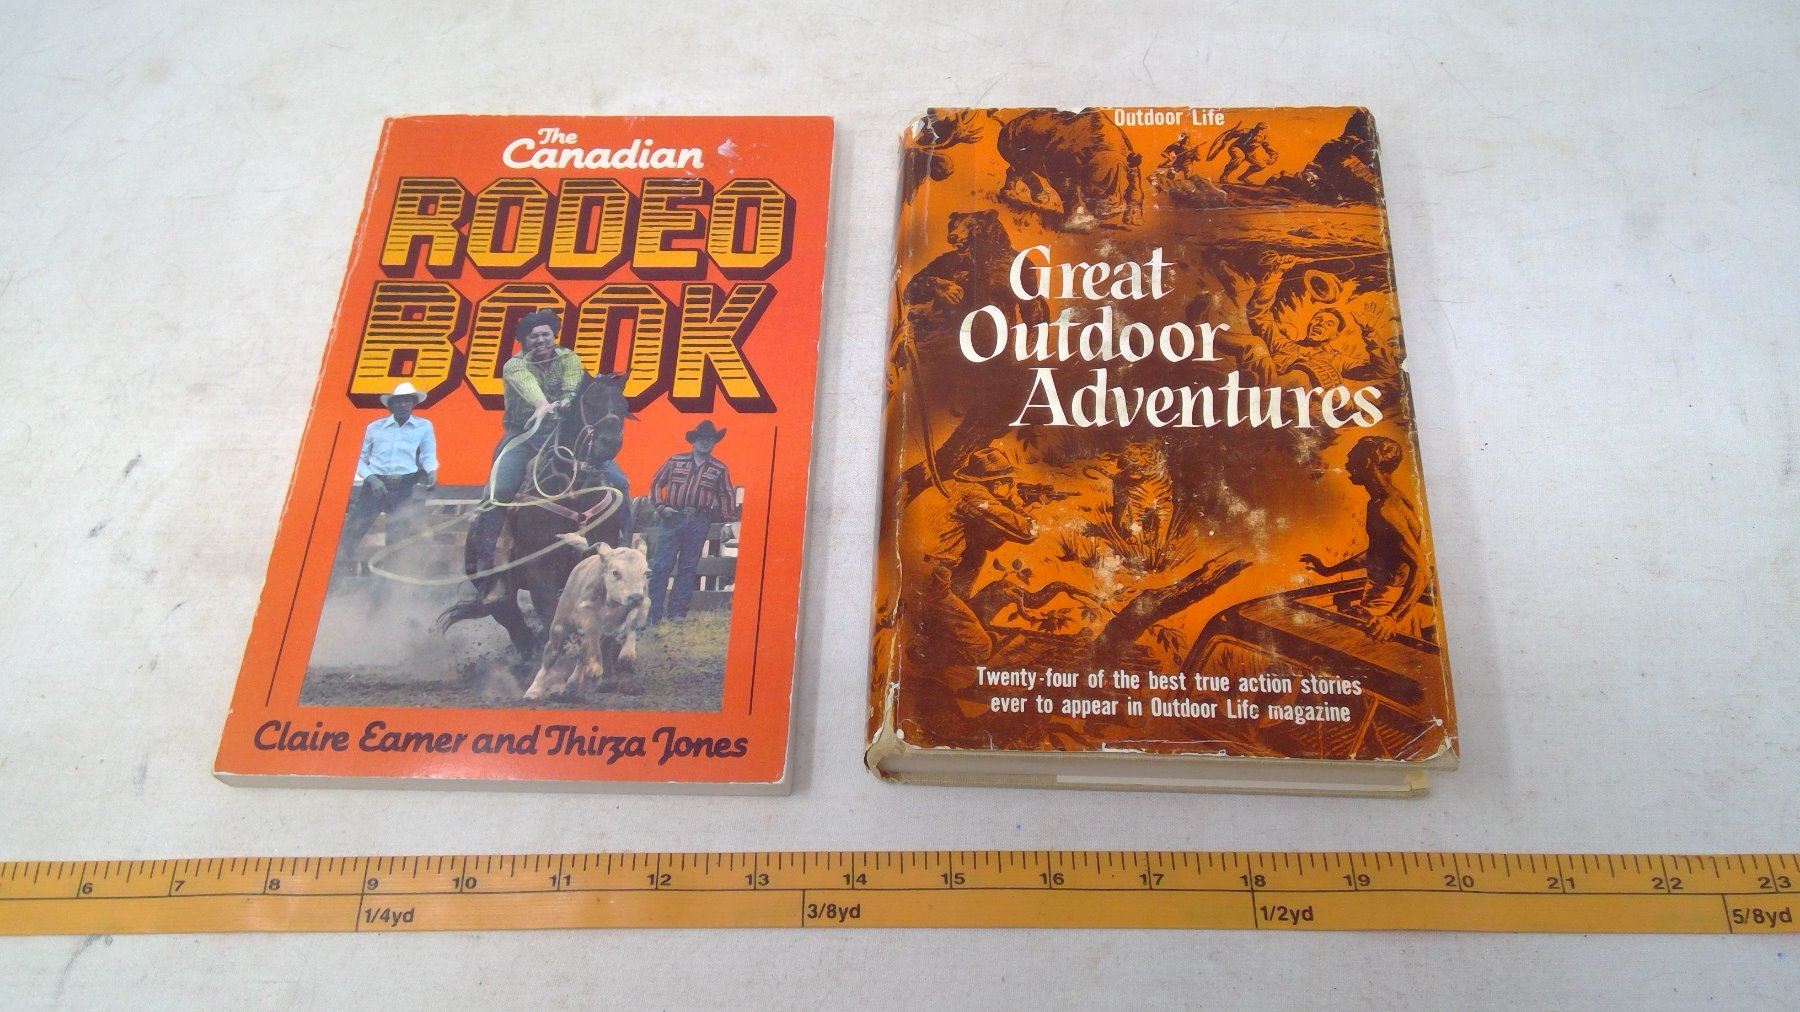 The
Canadian
RODEO
BOOK
Claire Eamer and Thirza Jones
Outdoor Life
Great
Outdoor
Adventures
Twenty-four of the best true action stories
ever to appear in Outdoor Life magazine
6 7 8 9 10 11 12 13 14 15 16 17 18 19 20 21 22 23
1/4yd 3/8yd 1/2yd 5/8yd